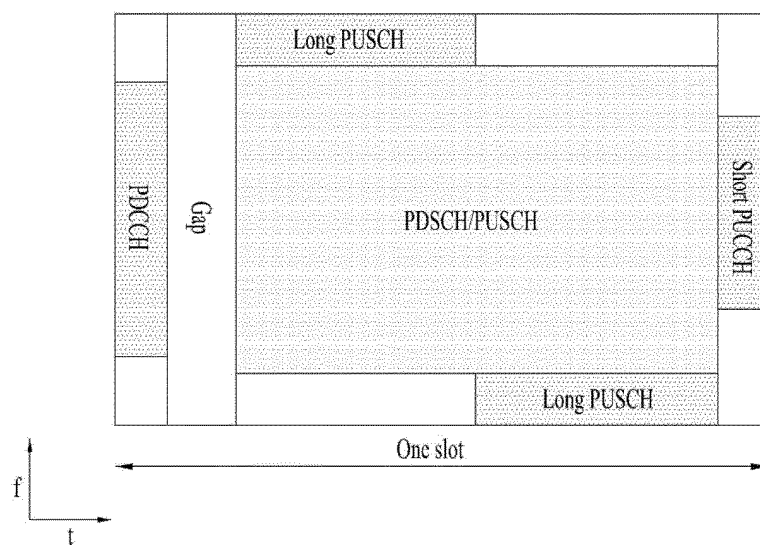 Long PUSCH
PDCCH
Gap
PDSCH/PUSCH
Short PUCCH
Long PUSCH
One slot
f
t